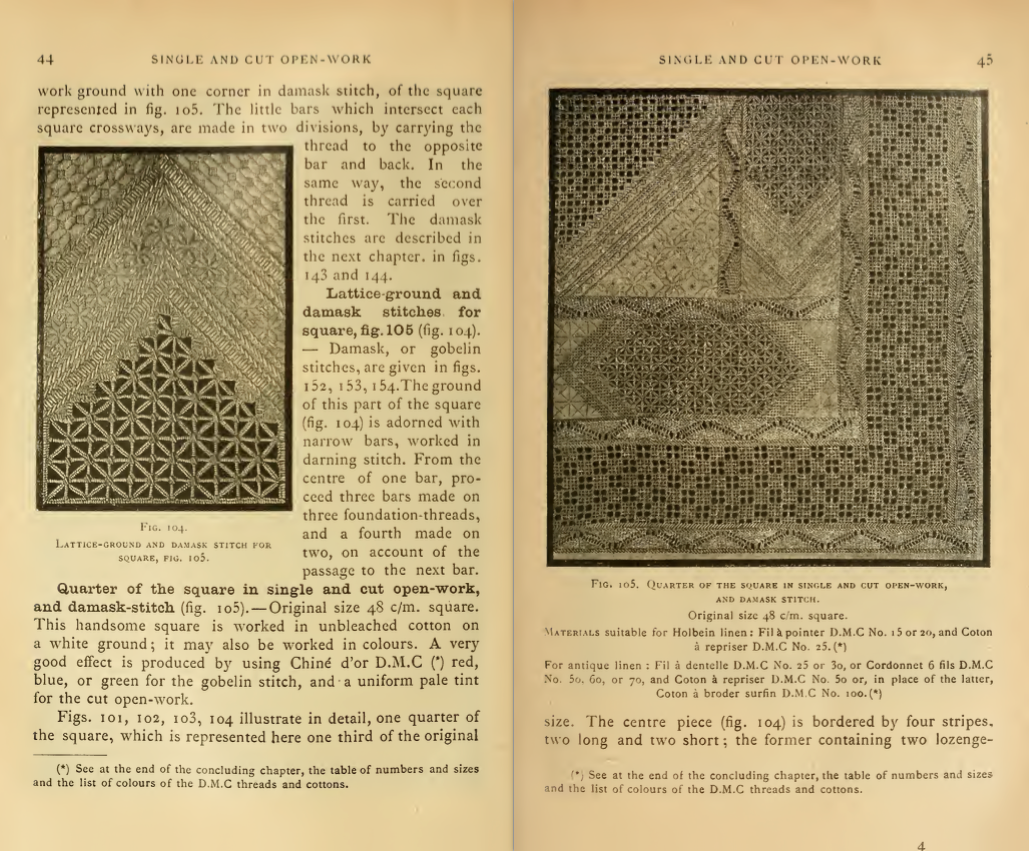 44
SINGLE AND CUT OPEN-WORK
work ground with one corner in damask stitch, of the square
represented in fig. 105. The little bars which intersect each
square crossways, are made in two divisions, by carrying the
thread to the opposite
bar and back. In the
same way, the second
thread is carried over
the first. The damask
stitches are described in
the next chapter. in figs.
143 and 144.
Lattice-ground and
damask stitches for
square, fig. 105 (fig. 104).
— Damask, or gobelin
stitches, are given in figs.
152, 153, 154. The ground
of this part of the square
(fig. 104) is adorned with
narrow bars, worked in
darning stitch. From the
centre of one bar, pro-
ceed three bars made on
three foundation-threads,
and a fourth made on
two, on account of the
passage to the next bar.
Fig. 104.
Lattice-ground and damask stitch for
square, fig. 105.
Quarter of the square in single and cut open-work,
and damask-stitch (fig. 105).—Original size 48 c/m. square.
This handsome square is worked in unbleached cotton on
a white ground; it may also be worked in colours. A very
good effect is produced by using Chiné d'or D.M.C (*) red,
blue, or green for the gobelin stitch, and a uniform pale tint
for the cut open-work.
Figs. 101, 102, 103, 104 illustrate in detail, one quarter of
the square, which is represented here one third of the original
(*) See at the end of the concluding chapter, the table of numbers and sizes
and the list of colours of the D.M.C threads and cottons.
SINGLE AND CUT OPEN-WORK
45
Fig. 105. Quarter of the square in single and cut open-work,
and damask stitch.
Original size 48 c/m. square.
Materials suitable for Holbein linen: Fil à pointer D.M.C No. 15 or 20, and Coton
à repriser D.M.C No. 25.(*)
For antique linen: Fil à dentelle D.M.C No. 25 or 30, or Cordonnet 6 fils D.M.C
No. 50, 60, or 70, and Coton à repriser D.M.C No. 50 or, in place of the latter,
Coton à broder surfin D.M.C No. 100.(*)
size. The centre piece (fig. 104) is bordered by four stripes,
two long and two short; the former containing two lozenge-
(*) See at the end of the concluding chapter, the table of numbers and sizes
and the list of colours of the D.M.C threads and cottons.
4